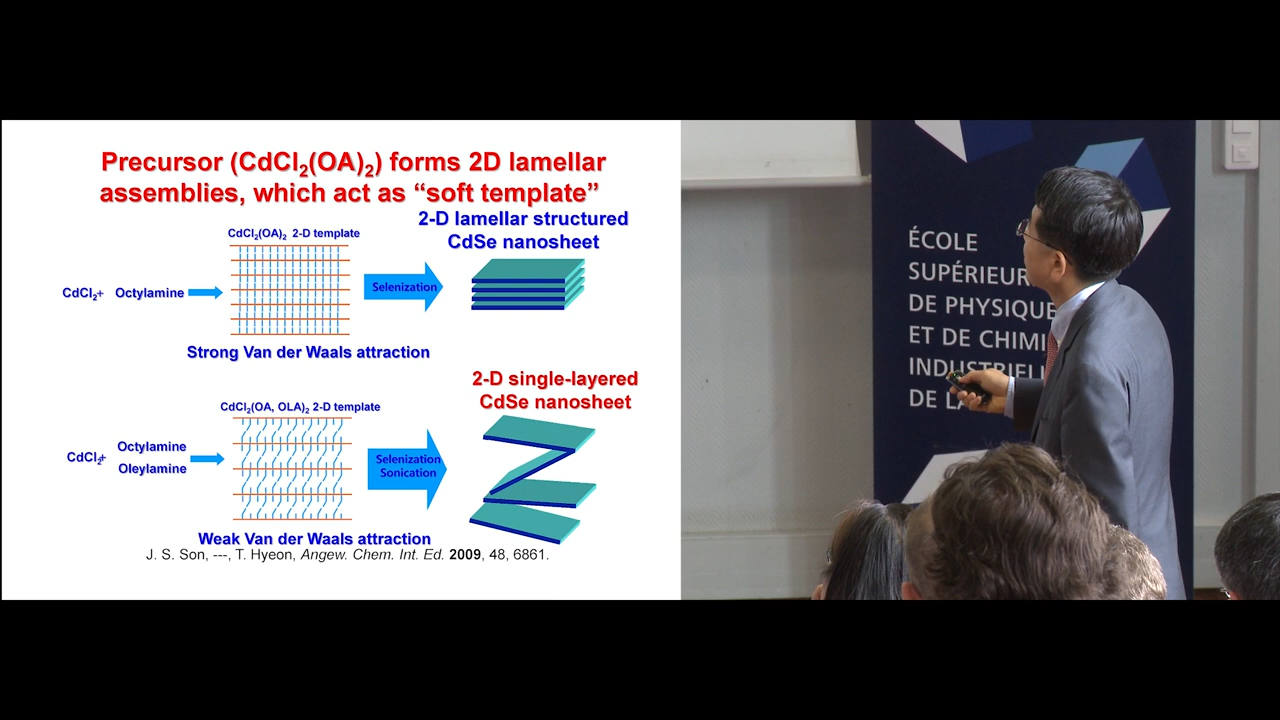 Precursor (CdCl2(OA)2) forms 2D lamellar
assemblies, which act as “soft template”
CdCl2(OA)2 2-D template
2-D lamellar structured
CdSe nanosheet
CdCl2+ Octylamine
Selenization
Strong Van der Waals attraction
2-D single-layered
CdSe nanosheet
CdCl2(OA, OLA)2 2-D template
Octylamine
CdCl2+
Oleylamine
Selenization
Sonication
Weak Van der Waals attraction
J. S. Son, ---, T. Hyeon, Angew. Chem. Int. Ed. 2009, 48, 6861.
ÉCOLE
SUPÉRIEUR
DE PHYSIQUE
ET DE CHIMI
INDUSTRIELL
DE LA